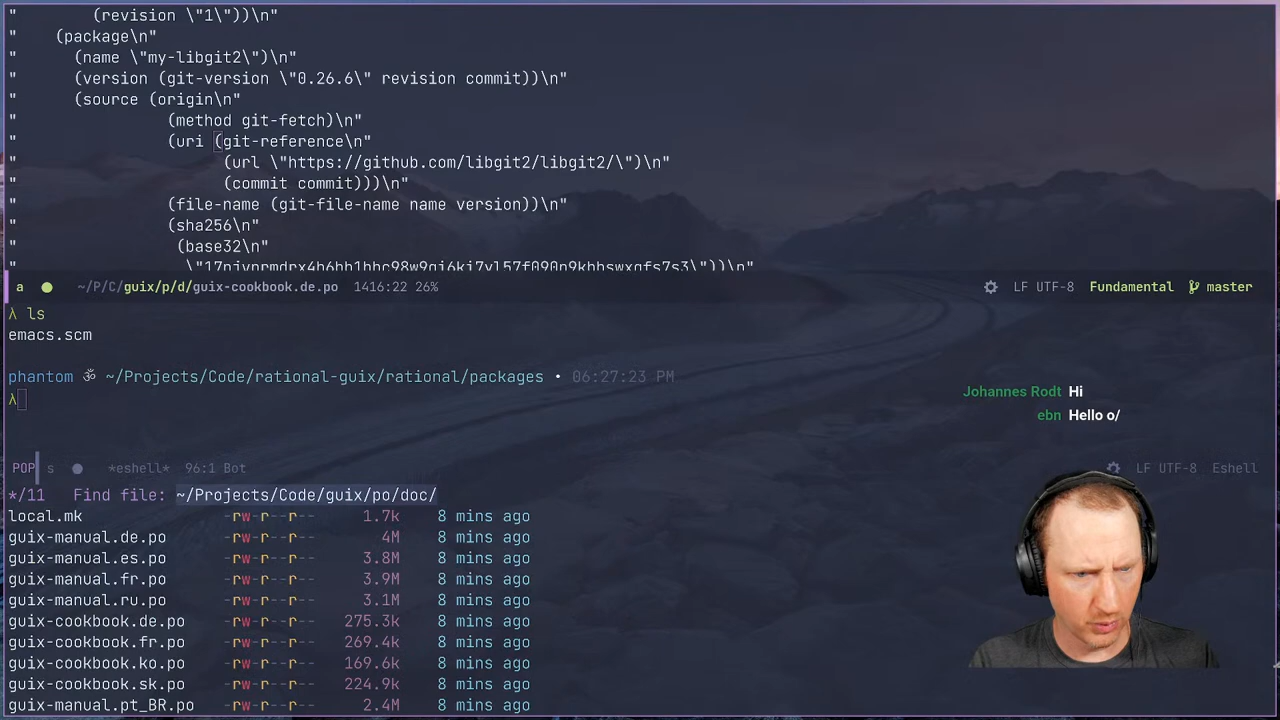 "        (revision \"1\"))\n"
"    (package\n"
"      (name \"my-libgit2\")\n"
"      (version (git-version \"0.26.6\" revision commit))\n"
"      (source (origin\n"
"                (method git-fetch)\n"
"                (uri (git-reference\n"
"                      (url \"https://github.com/libgit2/libgit2/\")\n"
"                      (commit commit)))\n"
"                (file-name (git-file-name name version))\n"
"                (sha256\n"
"                 (base32\n"
a ~/P/C/guix/p/d/guix-cookbook.de.po 1416:22 26% LF UTF-8 Fundamental master
λ ls
emacs.scm
phantom ॐ ~/Projects/Code/rational-guix/rational/packages • 06:27:23 PM
λ
Johannes Rodt Hi
ebn Hello o/
POP s *eshell* 96:1 Bot LF UTF-8 Eshell
*/11 Find file: ~/Projects/Code/guix/po/doc/
local.mk -rw-r--r-- 1.7k 8 mins ago
guix-manual.de.po -rw-r--r-- 4M 8 mins ago
guix-manual.es.po -rw-r--r-- 3.8M 8 mins ago
guix-manual.fr.po -rw-r--r-- 3.9M 8 mins ago
guix-manual.ru.po -rw-r--r-- 3.1M 8 mins ago
guix-cookbook.de.po -rw-r--r-- 275.3k 8 mins ago
guix-cookbook.fr.po -rw-r--r-- 269.4k 8 mins ago
guix-cookbook.ko.po -rw-r--r-- 169.6k 8 mins ago
guix-cookbook.sk.po -rw-r--r-- 224.9k 8 mins ago
guix-manual.pt_BR.po -rw-r--r-- 2.4M 8 mins ago